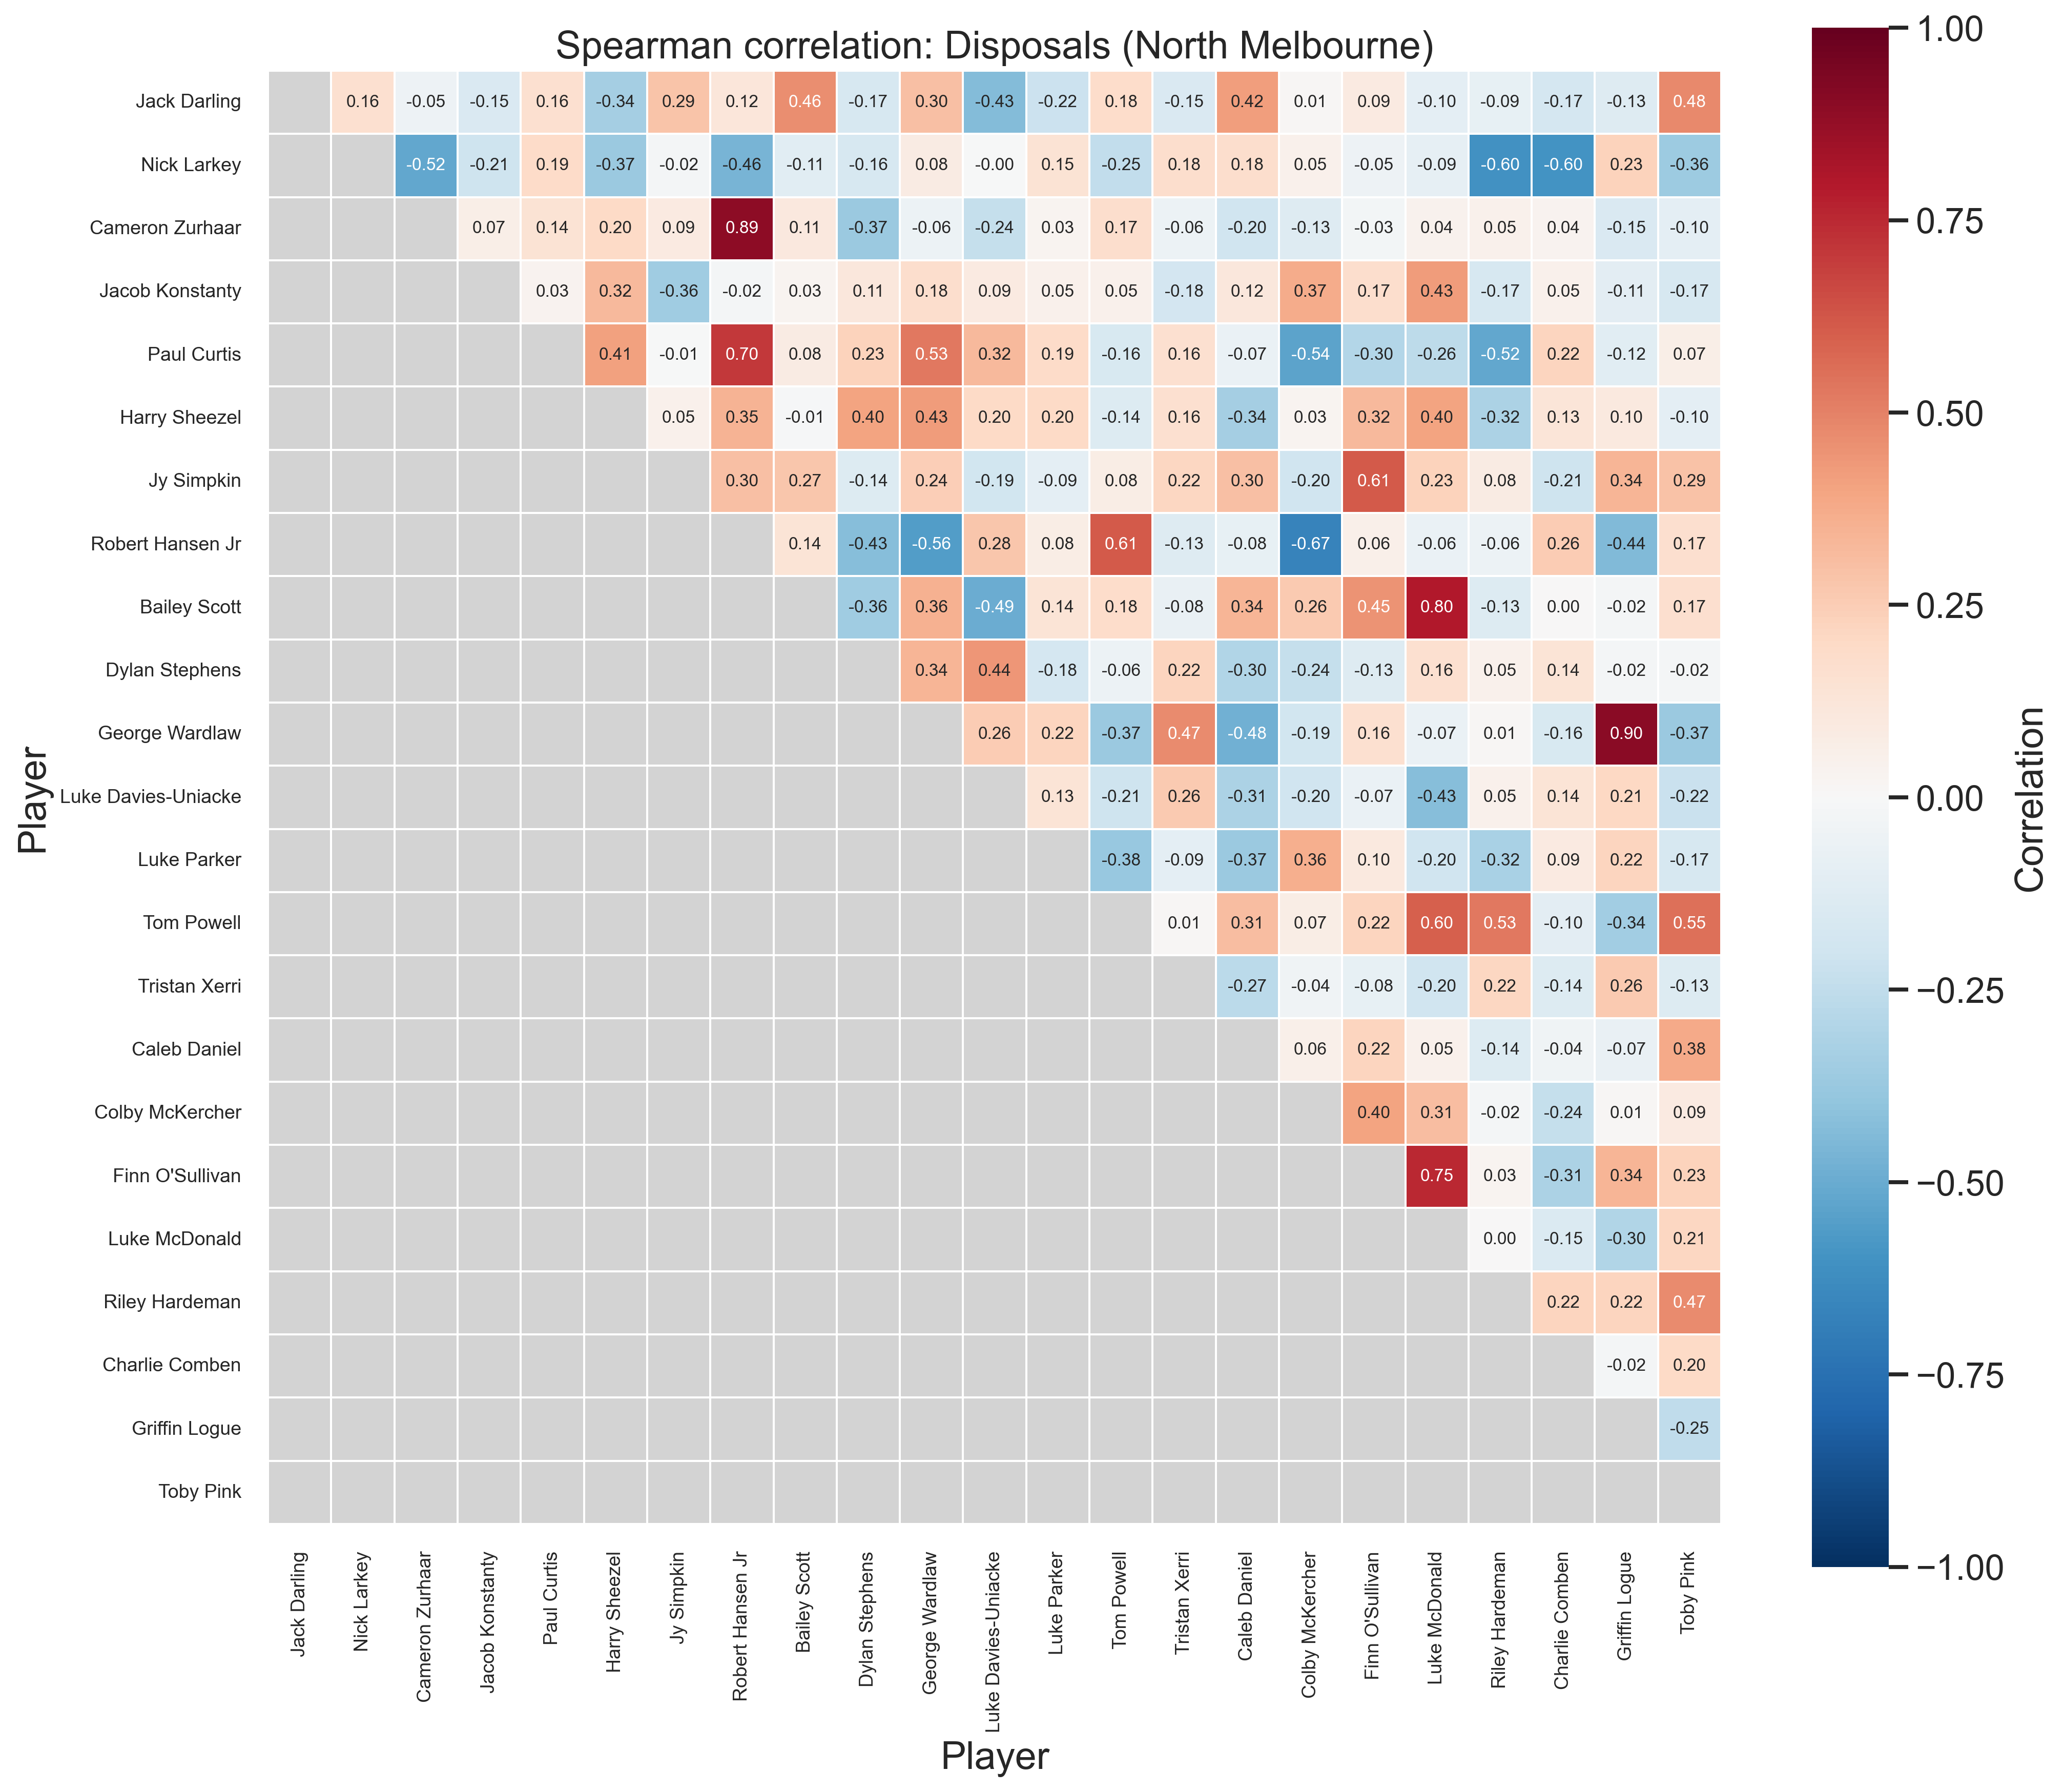 Spearman correlation: Disposals (North Melbourne)
Jack Darling 0.16 -0.05 -0.15 0.16 -0.34 0.29 0.12 0.46 -0.17 0.30 -0.43 -0.22 0.18 -0.15 0.42 0.01 0.09 -0.10 -0.09 -0.17 -0.13 0.48
Nick Larkey -0.52 -0.21 0.19 -0.37 -0.02 -0.46 -0.11 -0.16 0.08 -0.00 0.15 -0.25 0.18 0.18 0.05 -0.05 -0.09 -0.60 -0.60 0.23 -0.36
Cameron Zurhaar 0.07 0.14 0.20 0.09 0.89 0.11 -0.37 -0.06 -0.24 0.03 0.17 -0.06 -0.20 -0.13 -0.03 0.04 0.05 0.04 -0.15 -0.10
Jacob Konstanty 0.03 0.32 -0.36 -0.02 0.03 0.11 0.18 0.09 0.05 0.05 -0.18 0.12 0.37 0.17 0.43 -0.17 0.05 -0.11 -0.17
Paul Curtis 0.41 -0.01 0.70 0.08 0.23 0.53 0.32 0.19 -0.16 0.16 -0.07 -0.54 -0.30 -0.26 -0.52 0.22 -0.12 0.07
Harry Sheezel 0.05 0.35 -0.01 0.40 0.43 0.20 0.20 -0.14 0.16 -0.34 0.03 0.32 0.40 -0.32 0.13 0.10 -0.10
Jy Simpkin 0.30 0.27 -0.14 0.24 -0.19 -0.09 0.08 0.22 0.30 -0.20 0.61 0.23 0.08 -0.21 0.34 0.29
Robert Hansen Jr 0.14 -0.43 -0.56 0.28 0.08 0.61 -0.13 -0.08 -0.67 0.06 -0.06 -0.06 0.26 -0.44 0.17
Bailey Scott -0.36 0.36 -0.49 0.14 0.18 -0.08 0.34 0.26 0.45 0.80 -0.13 0.00 -0.02 0.17
Dylan Stephens 0.34 0.44 -0.18 -0.06 0.22 -0.30 -0.24 -0.13 0.16 0.05 0.14 -0.02 -0.02
George Wardlaw 0.26 0.22 -0.37 0.47 -0.48 -0.19 0.16 -0.07 0.01 -0.16 0.90 -0.37
Luke Davies-Uniacke 0.13 -0.21 0.26 -0.31 -0.20 -0.07 -0.43 0.05 0.14 0.21 -0.22
Luke Parker -0.38 -0.09 -0.37 0.36 0.10 -0.20 -0.32 0.09 0.22 -0.17
Tom Powell 0.01 0.31 0.07 0.22 0.60 0.53 -0.10 -0.34 0.55
Tristan Xerri -0.27 -0.04 -0.08 -0.20 0.22 -0.14 0.26 -0.13
Caleb Daniel 0.06 0.22 0.05 -0.14 -0.04 -0.07 0.38
Colby McKercher 0.40 0.31 -0.02 -0.24 0.01 0.09
Finn O'Sullivan 0.75 0.03 -0.31 0.34 0.23
Luke McDonald 0.00 -0.15 -0.30 0.21
Riley Hardeman 0.22 0.22 0.47
Charlie Comben -0.02 0.20
Griffin Logue -0.25
Toby Pink
Player
Jack Darling
Nick Larkey
Cameron Zurhaar
Jacob Konstanty
Paul Curtis
Harry Sheezel
Jy Simpkin
Robert Hansen Jr
Bailey Scott
Dylan Stephens
George Wardlaw
Luke Davies-Uniacke
Luke Parker
Tom Powell
Tristan Xerri
Caleb Daniel
Colby McKercher
Finn O'Sullivan
Luke McDonald
Riley Hardeman
Charlie Comben
Griffin Logue
Toby Pink
Player
1.00
0.75
0.50
0.25
0.00
−0.25
−0.50
−0.75
−1.00
Correlation